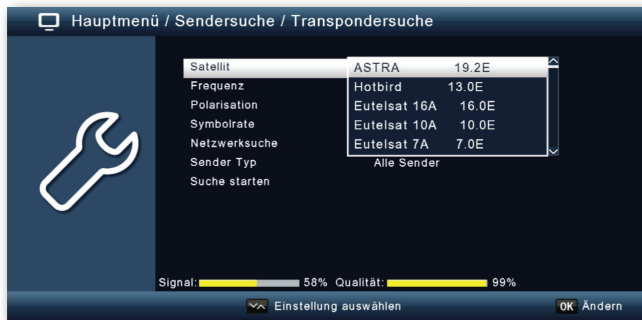 Hauptmenü / Sendersuche / Transpondersuche
Satellit
ASTRA 19.2E
Frequenz
Hotbird 13.0E
Polarisation
Eutelsat 16A 16.0E
Symbolrate
Eutelsat 10A 10.0E
Netzwerksuche
Eutelsat 7A 7.0E
Sender Typ
Alle Sender
Suche starten
Signal: 58% Qualität: 99%
Einstellung auswählen
OK Ändern